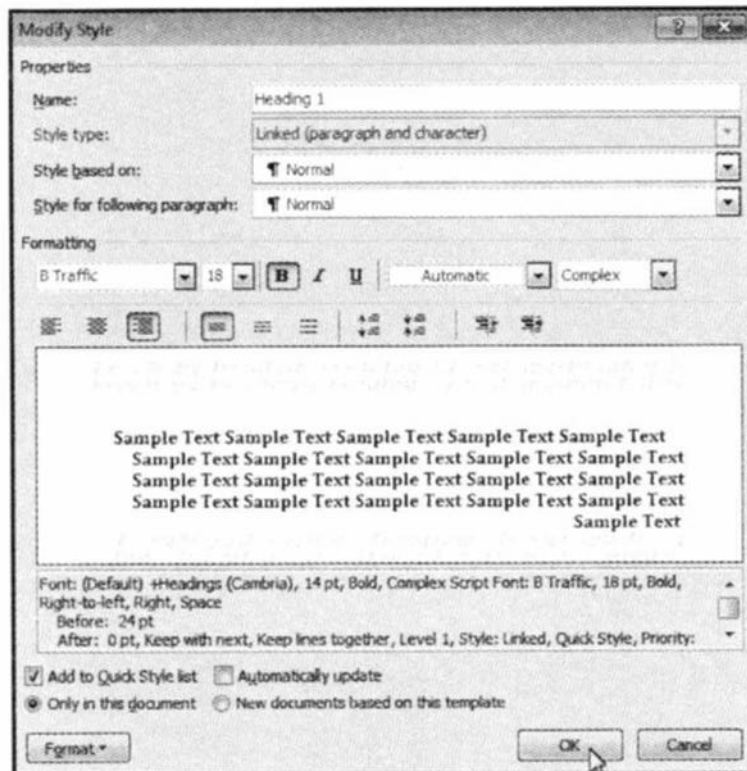 Modify Style
Properties
Name: Heading 1
Style type: Linked (paragraph and character)
Style based on: ¶ Normal
Style for following paragraph: ¶ Normal
Formatting
B Traffic 18 B I U Automatic Complex
Sample Text Sample Text Sample Text Sample Text Sample Text
Sample Text Sample Text Sample Text Sample Text Sample Text
Sample Text Sample Text Sample Text Sample Text Sample Text
Sample Text Sample Text Sample Text Sample Text Sample Text
Sample Text
Font: (Default) +Headings (Cambria), 14 pt, Bold, Complex Script Font: B Traffic, 18 pt, Bold,
Right-to-left, Right, Space
Before: 24 pt
After: 0 pt, Keep with next, Keep lines together, Level 1, Style: Linked, Quick Style, Priority:
Add to Quick Style list Automatically update
Only in this document New documents based on this template
Format OK Cancel